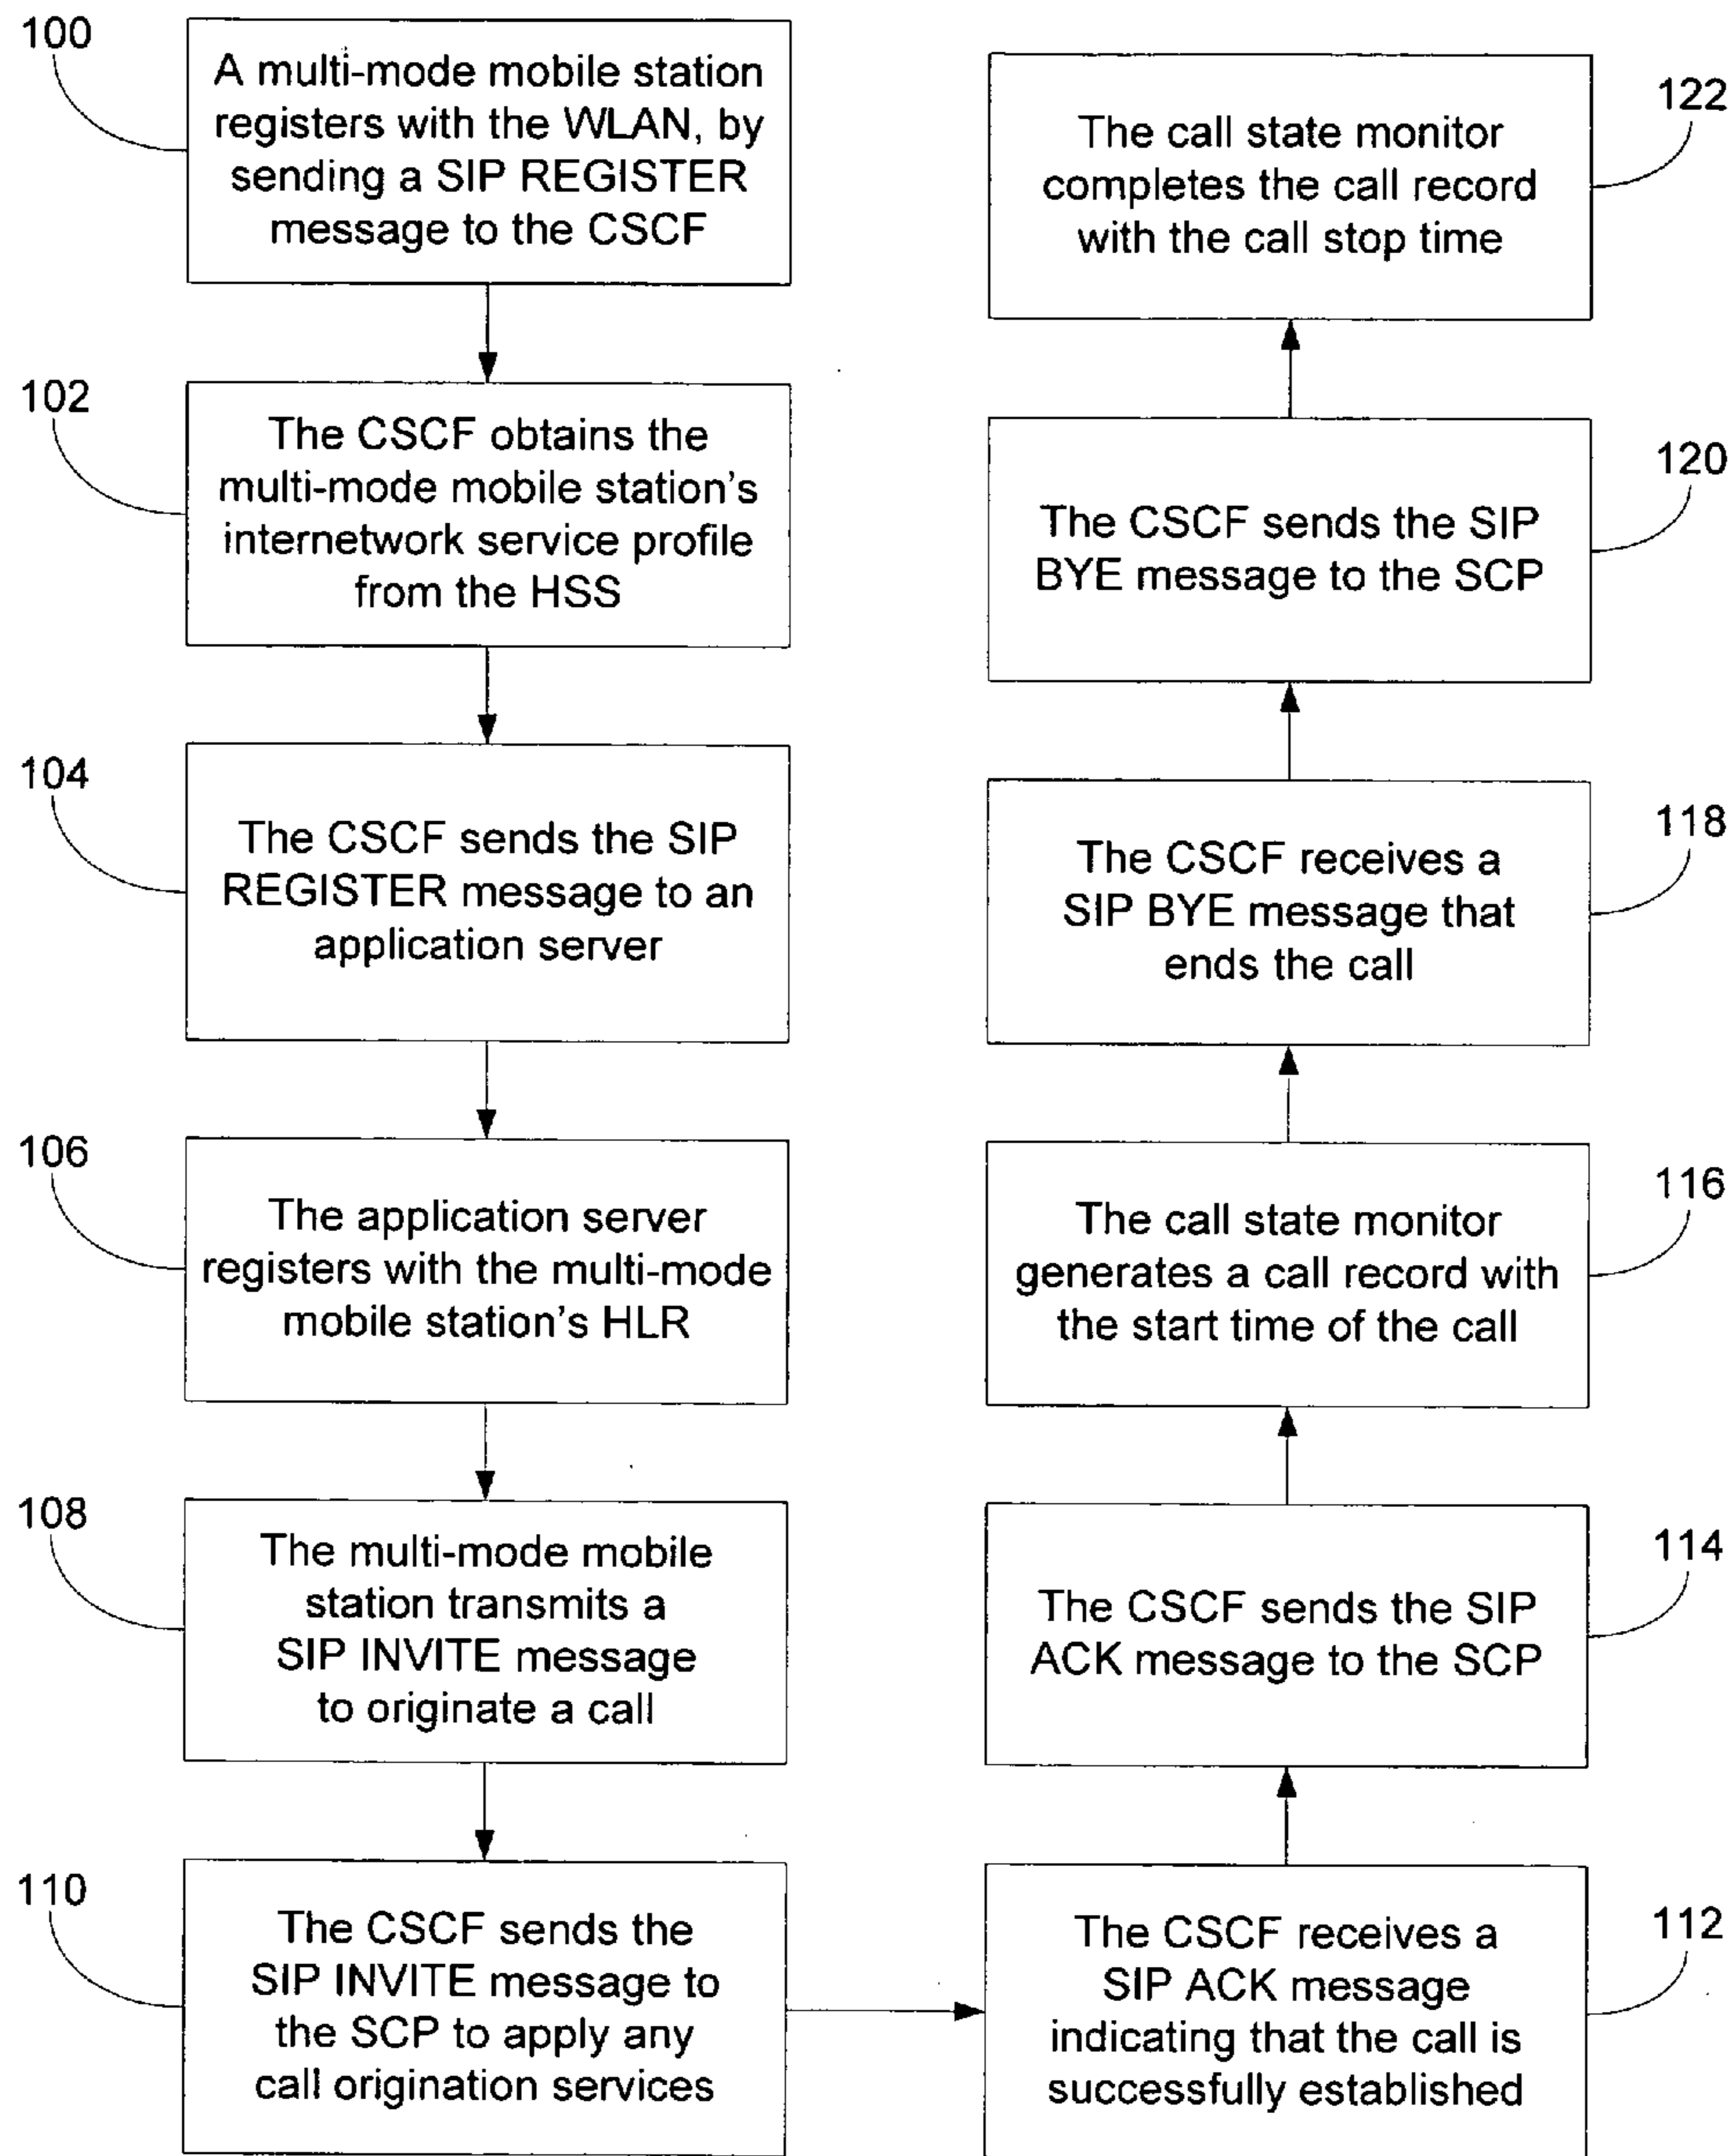 100
A multi-mode mobile station
registers with the WLAN, by
sending a SIP REGISTER
message to the CSCF
102
The CSCF obtains the
multi-mode mobile station's
internetwork service profile
from the HSS
104
The CSCF sends the SIP
REGISTER message to an
application server
106
The application server
registers with the multi-mode
mobile station's HLR
108
The multi-mode mobile
station transmits a
SIP INVITE message
to originate a call
110
The CSCF sends the
SIP INVITE message to
the SCP to apply any
call origination services
112
The CSCF receives a
SIP ACK message
indicating that the call is
successfully established
114
The CSCF sends the SIP
ACK message to the SCP
116
The call state monitor
generates a call record with
the start time of the call
118
The CSCF receives a
SIP BYE message that
ends the call
120
The CSCF sends the SIP
BYE message to the SCP
122
The call state monitor
completes the call record
with the call stop time